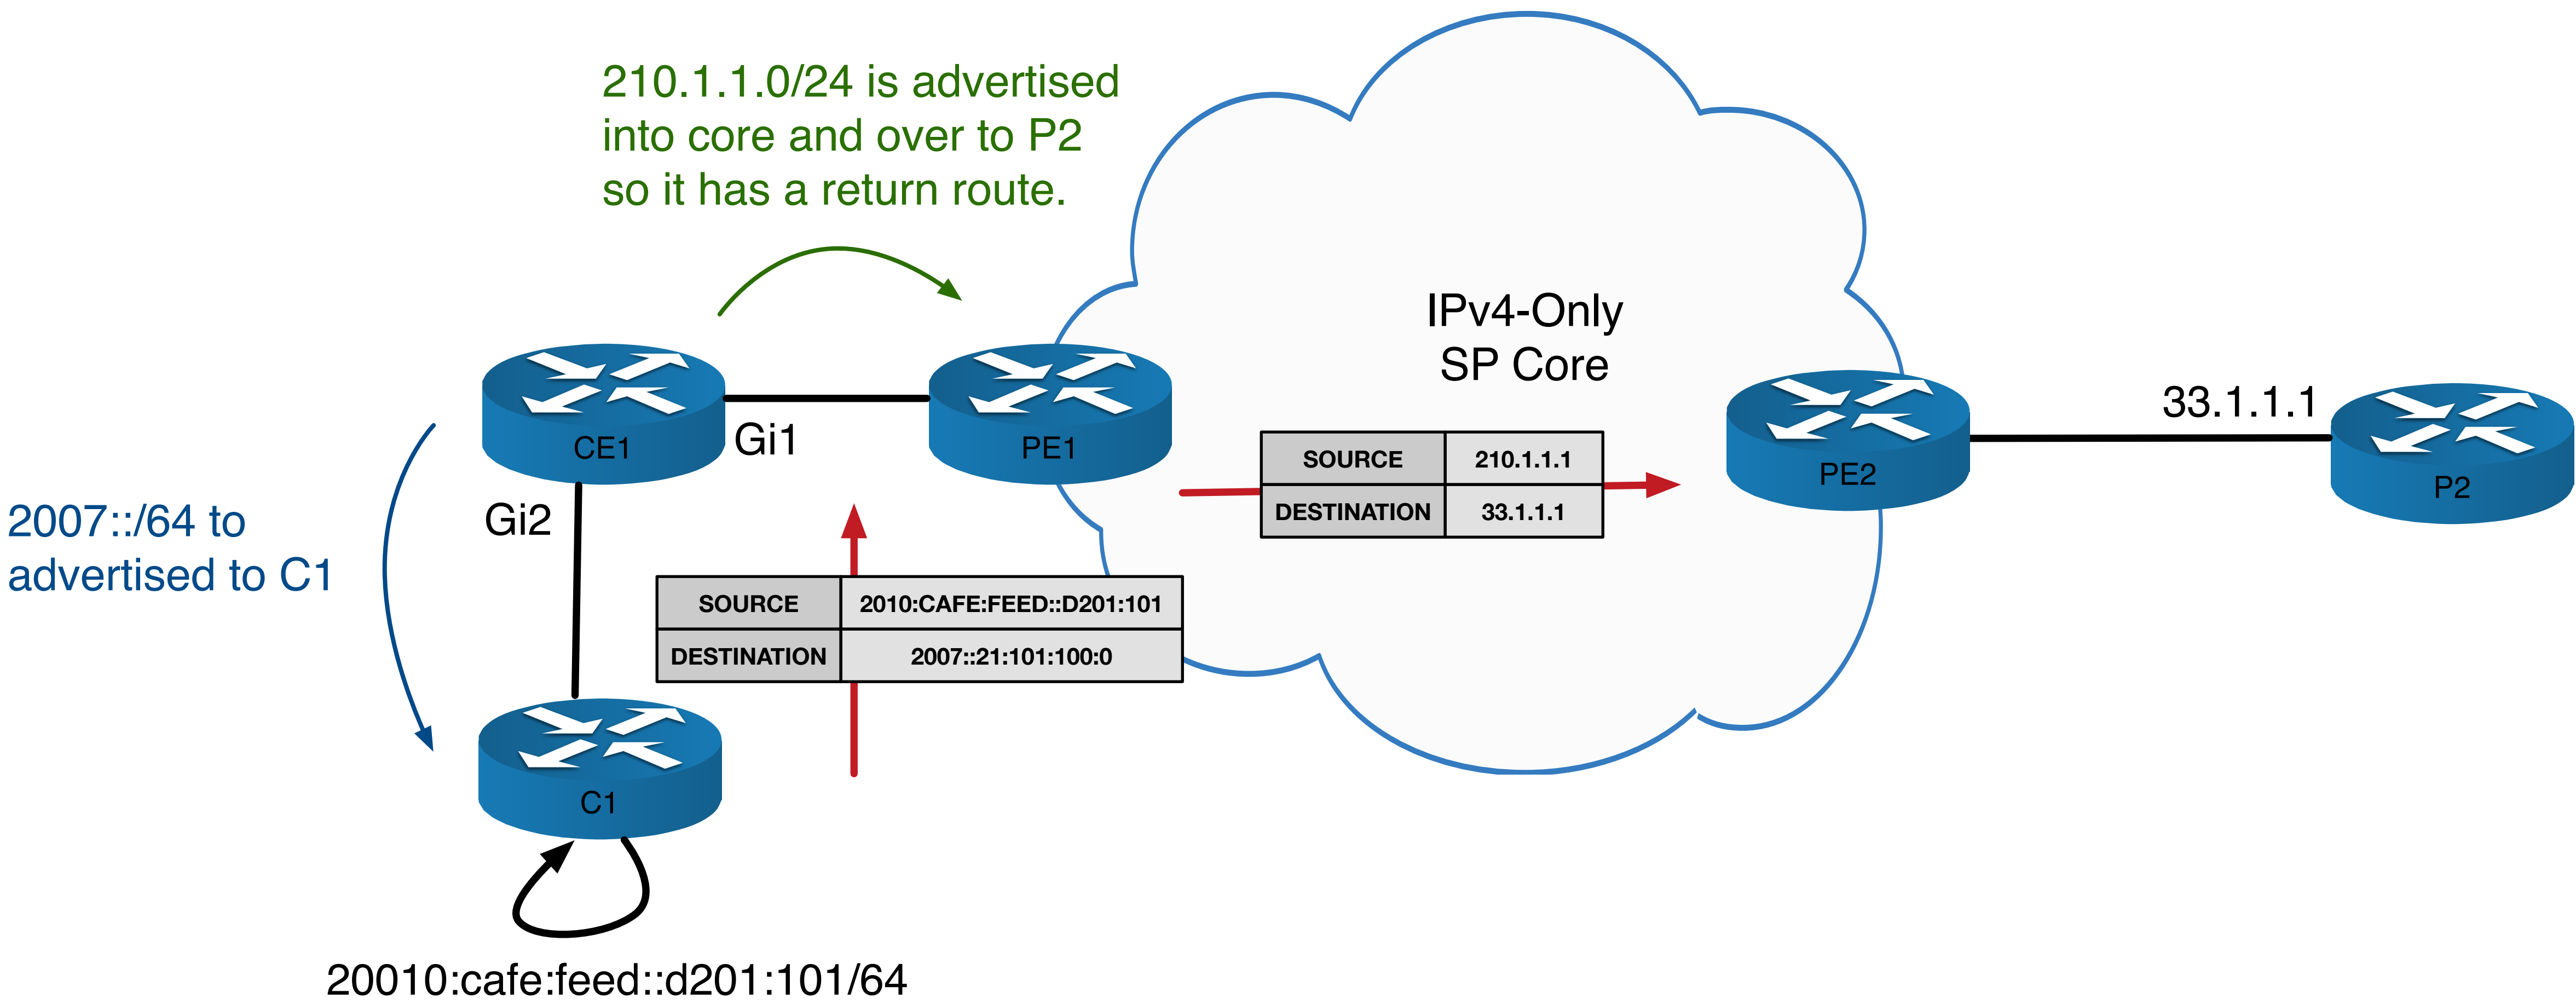 210.1.1.0/24 is advertised
into core and over to P2
so it has a return route.
IPv4-Only
SP Core
CE1
Gi1
PE1
SOURCE 210.1.1.1
DESTINATION 33.1.1.1
PE2
33.1.1.1
P2
Gi2
2007::/64 to
advertised to C1
SOURCE 2010:CAFE:FEED::D201:101
DESTINATION 2007::21:101:100:0
C1
20010:cafe:feed::d201:101/64